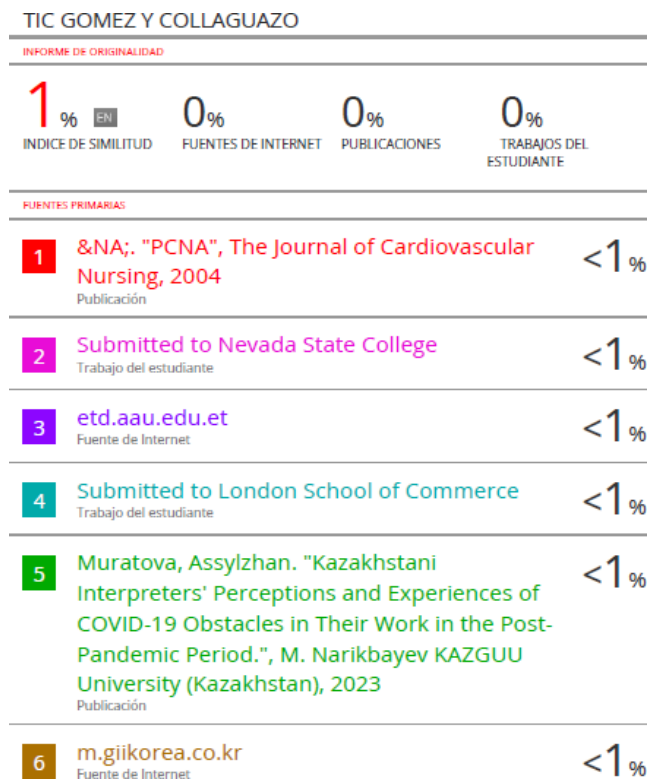 TIC GOMEZ Y COLLAGUAZO
INFORME DE ORIGINALIDAD
1% EN
INDICE DE SIMILITUD
0%
FUENTES DE INTERNET
0%
PUBLICACIONES
0%
TRABAJOS DEL
ESTUDIANTE
FUENTES PRIMARIAS
1 &NA;. "PCNA", The Journal of Cardiovascular <1%
Nursing, 2004
Publicación
2 Submitted to Nevada State College <1%
Trabajo del estudiante
3 etd.aau.edu.et <1%
Fuente de Internet
4 Submitted to London School of Commerce <1%
Trabajo del estudiante
5 Muratova, Assylzhan. "Kazakhstani <1%
Interpreters' Perceptions and Experiences of
COVID-19 Obstacles in Their Work in the Post-
Pandemic Period.", M. Narikbayev KAZGUU
University (Kazakhstan), 2023
Publicación
6 m.giikorea.co.kr <1%
Fuente de Internet